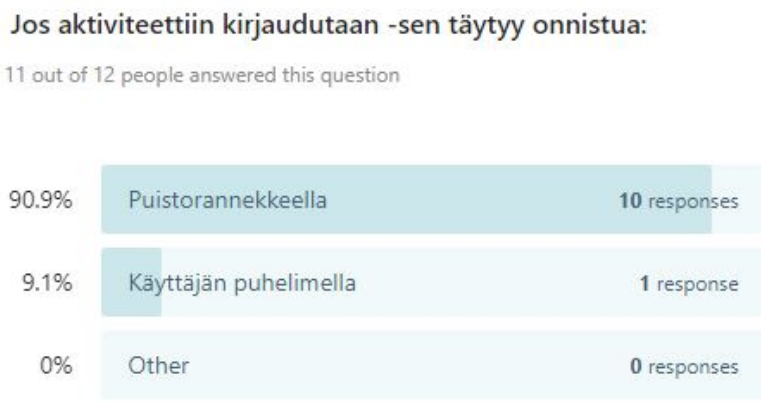 Jos aktiviteettiin kirjaudutaan -sen täytyy onnistua:
11 out of 12 people answered this question
90.9% Puistorannekkeella 10 responses
9.1% Käyttäjän puhelimella 1 response
0% Other 0 responses